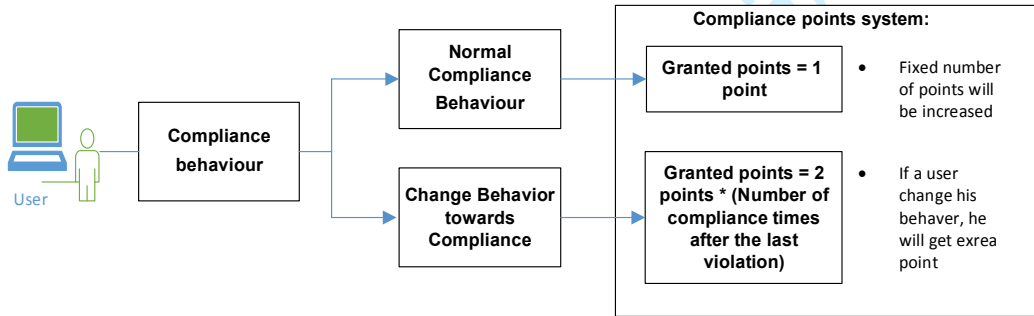 Compliance points system:
Normal
Compliance
Behaviour
Granted points = 1
point
• Fixed number
of points will
be increased
Compliance
behaviour
User
Change Behavior
towards
Compliance
Granted points = 2
points * (Number of
compliance times
after the last
violation)
• If a user
change his
behaver, he
will get exrea
point